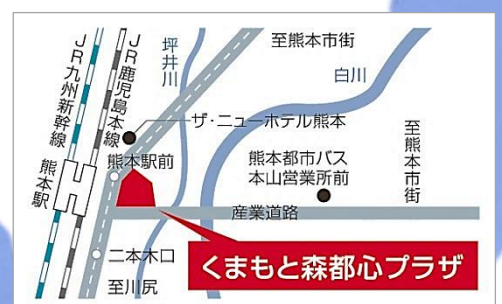 JR九州新幹線
JR鹿児島本線
坪井川
至熊本市街
白川
ザ・ニューホテル熊本
熊本駅前
熊本駅
熊本都市バス
本山営業所前
至熊本市街
産業道路
二本木口
至川尻
くまもと森都心プラザ